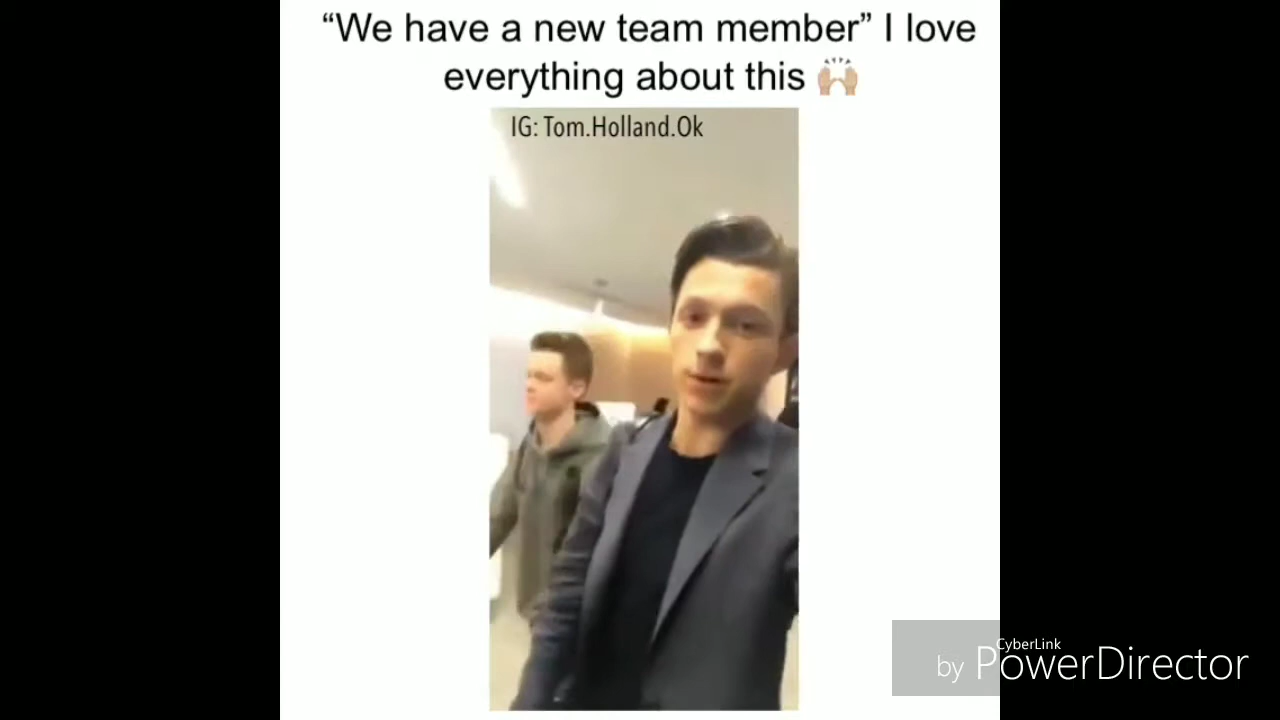 “We have a new team member” I love
everything about this 🙌🏼
IG: Tom.Holland.Ok
CyberLink
by PowerDirector